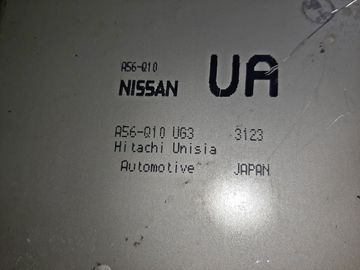 A56-Q10
NISSAN UA
A56-Q10 UG3 3123
Hitachi Unisia
Automotive JAPAN